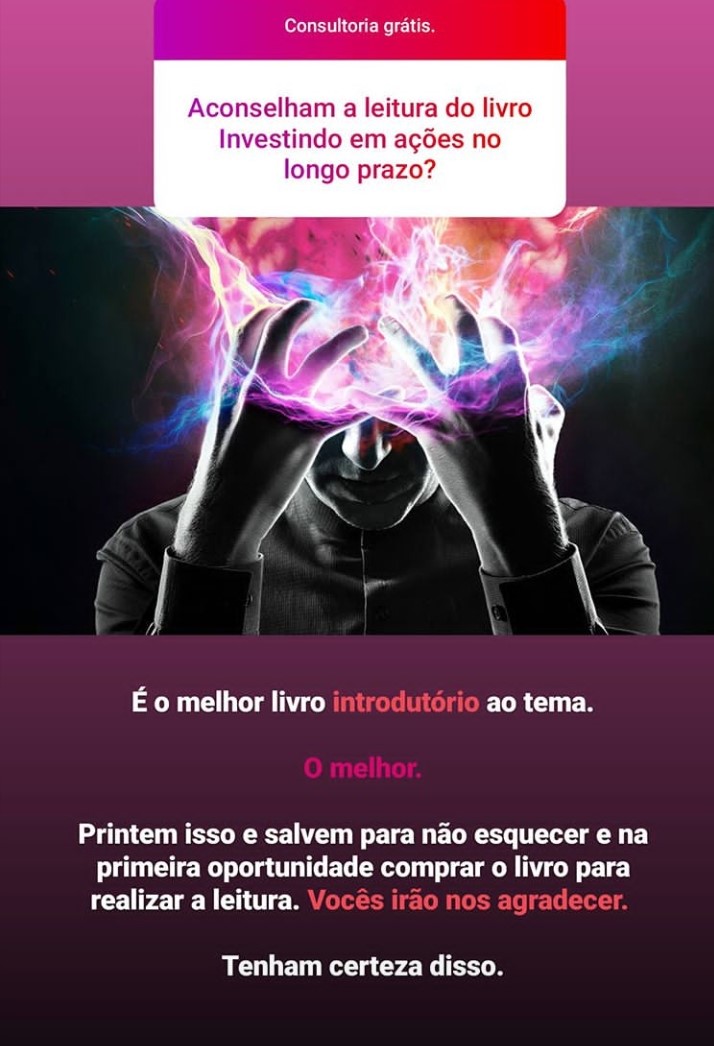 Consultoria grátis.
Aconselham a leitura do livro
Investindo em ações no
longo prazo?
É o melhor livro introdutório ao tema.
O melhor.
Printem isso e salvem para não esquecer e na
primeira oportunidade comprar o livro para
realizar a leitura. Vocês irão nos agradecer.
Tenham certeza disso.